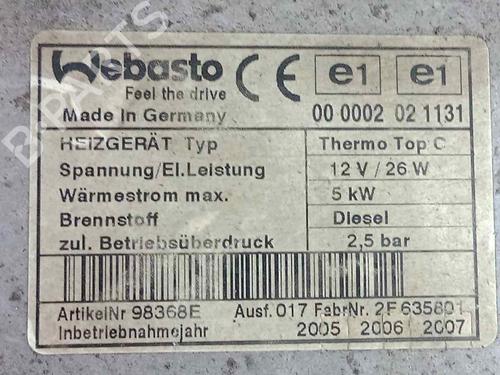 Webasto CE e1 e1
Feel the drive
Made in Germany 00 0002 02 1131
HEIZGERÄT Typ Thermo Top C
Spannung/El.Leistung 12 V / 26 W
Wärmestrom max. 5 kW
Brennstoff Diesel
zul. Betriebsüberdruck 2,5 bar
ArtikelNr 98368E Ausf. 017 FabrNr. 2F635801
Inbetriebnahmejahr 2005 2006 2007